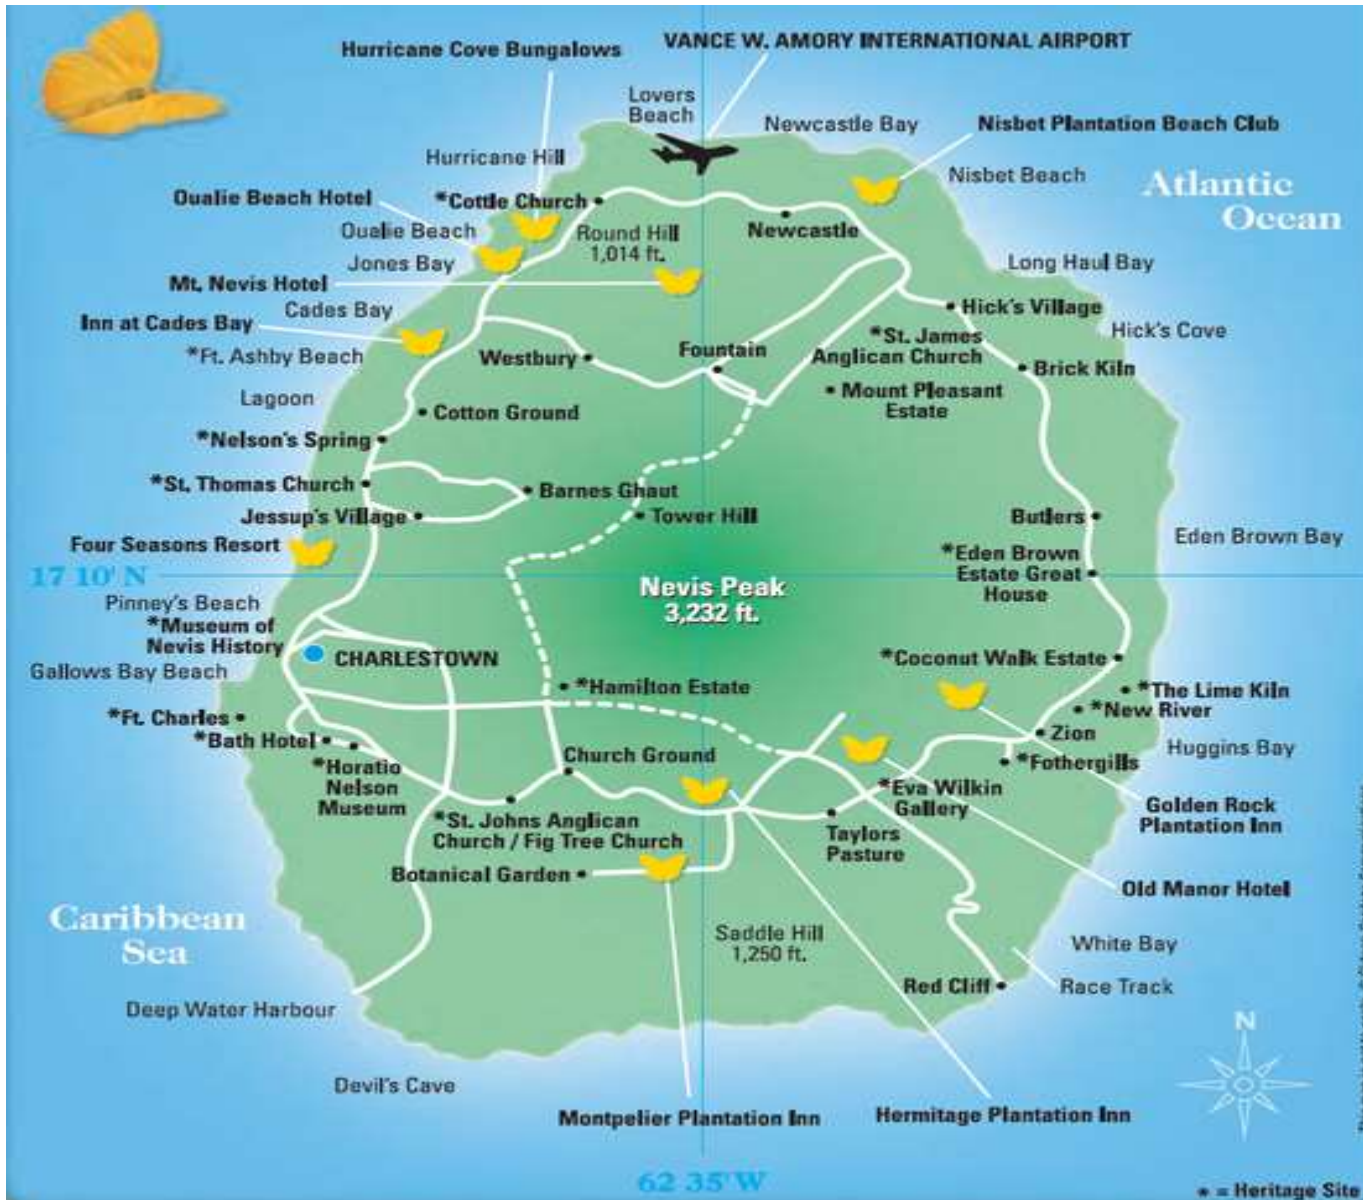 Hurricane Cove Bungalows
VANCE W. AMORY INTERNATIONAL AIRPORT
Lovers
Beach
Newcastle Bay
Nisbet Plantation Beach Club
Hurricane Hill
Nisbet Beach
Atlantic
Ocean
Oualie Beach Hotel
*Cottle Church
Oualie Beach
Round Hill
1,014 ft.
Newcastle
Jones Bay
Long Haul Bay
Mt. Nevis Hotel
Cades Bay
Hick's Village
Inn at Cades Bay
*St. James
Anglican Church
Hick's Cove
*Ft. Ashby Beach
Westbury
Fountain
Brick Kiln
Mount Pleasant
Estate
Lagoon
Cotton Ground
*Nelson's Spring
*St. Thomas Church
Barnes Ghaut
Jessup's Village
Tower Hill
Butlers
Four Seasons Resort
Eden Brown Bay
*Eden Brown
Estate Great
House
17 10' N
Nevis Peak
3,232 ft.
Pinney's Beach
*Museum of
Nevis History
CHARLESTOWN
*Coconut Walk Estate
Gallows Bay Beach
*Hamilton Estate
*The Lime Kiln
*New River
*Ft. Charles
*Bath Hotel
Zion
Huggins Bay
Church Ground
*Fothergills
*Horatio
Nelson
Museum
*Eva Wilkin
Gallery
Golden Rock
Plantation Inn
*St. Johns Anglican
Church / Fig Tree Church
Taylors
Pasture
Botanical Garden
Old Manor Hotel
Caribbean
Sea
Saddle Hill
1,250 ft.
White Bay
Red Cliff
Race Track
Deep Water Harbour
N
Devil's Cave
Montpelier Plantation Inn
Hermitage Plantation Inn
62 35' W
* = Heritage Site